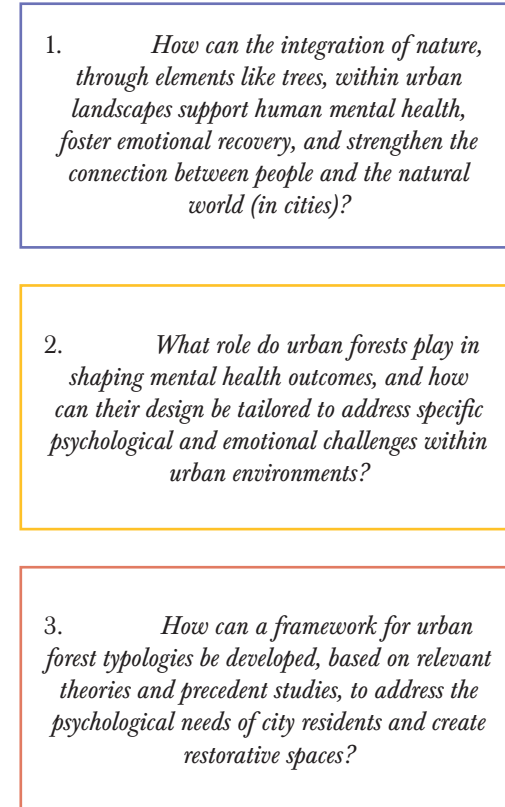 1. How can the integration of nature,
through elements like trees, within urban
landscapes support human mental health,
foster emotional recovery, and strengthen the
connection between people and the natural
world (in cities)?
2. What role do urban forests play in
shaping mental health outcomes, and how
can their design be tailored to address specific
psychological and emotional challenges within
urban environments?
3. How can a framework for urban
forest typologies be developed, based on relevant
theories and precedent studies, to address the
psychological needs of city residents and create
restorative spaces?